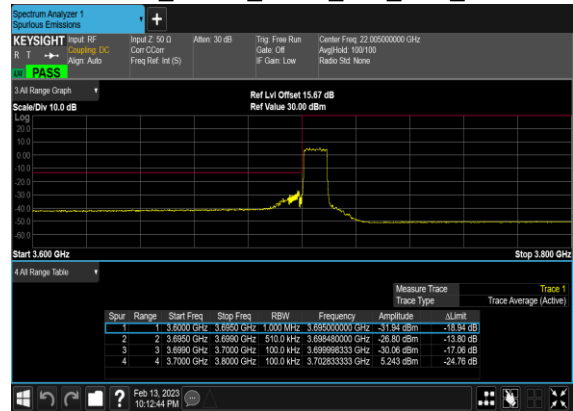 Spectrum Analyzer 1
Spurious Emissions
KEYSIGHT Input: RF Input Z: 50 Ω Atten: 30 dB Trig: Free Run Center Freq: 22.005000000 GHz
R T Coupling: DC Corr CCorr Gate: Off Avg|Hold: 100/100
Align: Auto Freq Ref: Int (S) IF Gain: Low Radio Std: None
PASS
3 All Range Graph
Ref Lvl Offset 15.67 dB
Scale/Div 10.0 dB Ref Value 30.00 dBm
Log
20.0
10.0
0.00
-10.0
-20.0
-30.0
-40.0
-50.0
-60.0
Start 3.600 GHz Stop 3.800 GHz
4 All Range Table
Measure Trace Trace 1
Trace Type Trace Average (Active)
Spur Range Start Freq Stop Freq RBW Frequency Amplitude ΔLimit
1 1 3.6000 GHz 3.6950 GHz 1.000 MHz 3.695000000 GHz -31.94 dBm -18.94 dB
2 2 3.6950 GHz 3.6990 GHz 510.0 kHz 3.698480000 GHz -26.80 dBm -13.80 dB
3 3 3.6990 GHz 3.7000 GHz 100.0 kHz 3.699998333 GHz -30.06 dBm -17.06 dB
4 4 3.7000 GHz 3.8000 GHz 100.0 kHz 3.702833333 GHz 5.243 dBm -24.76 dB
? Feb 13, 2023
10:12:44 PM